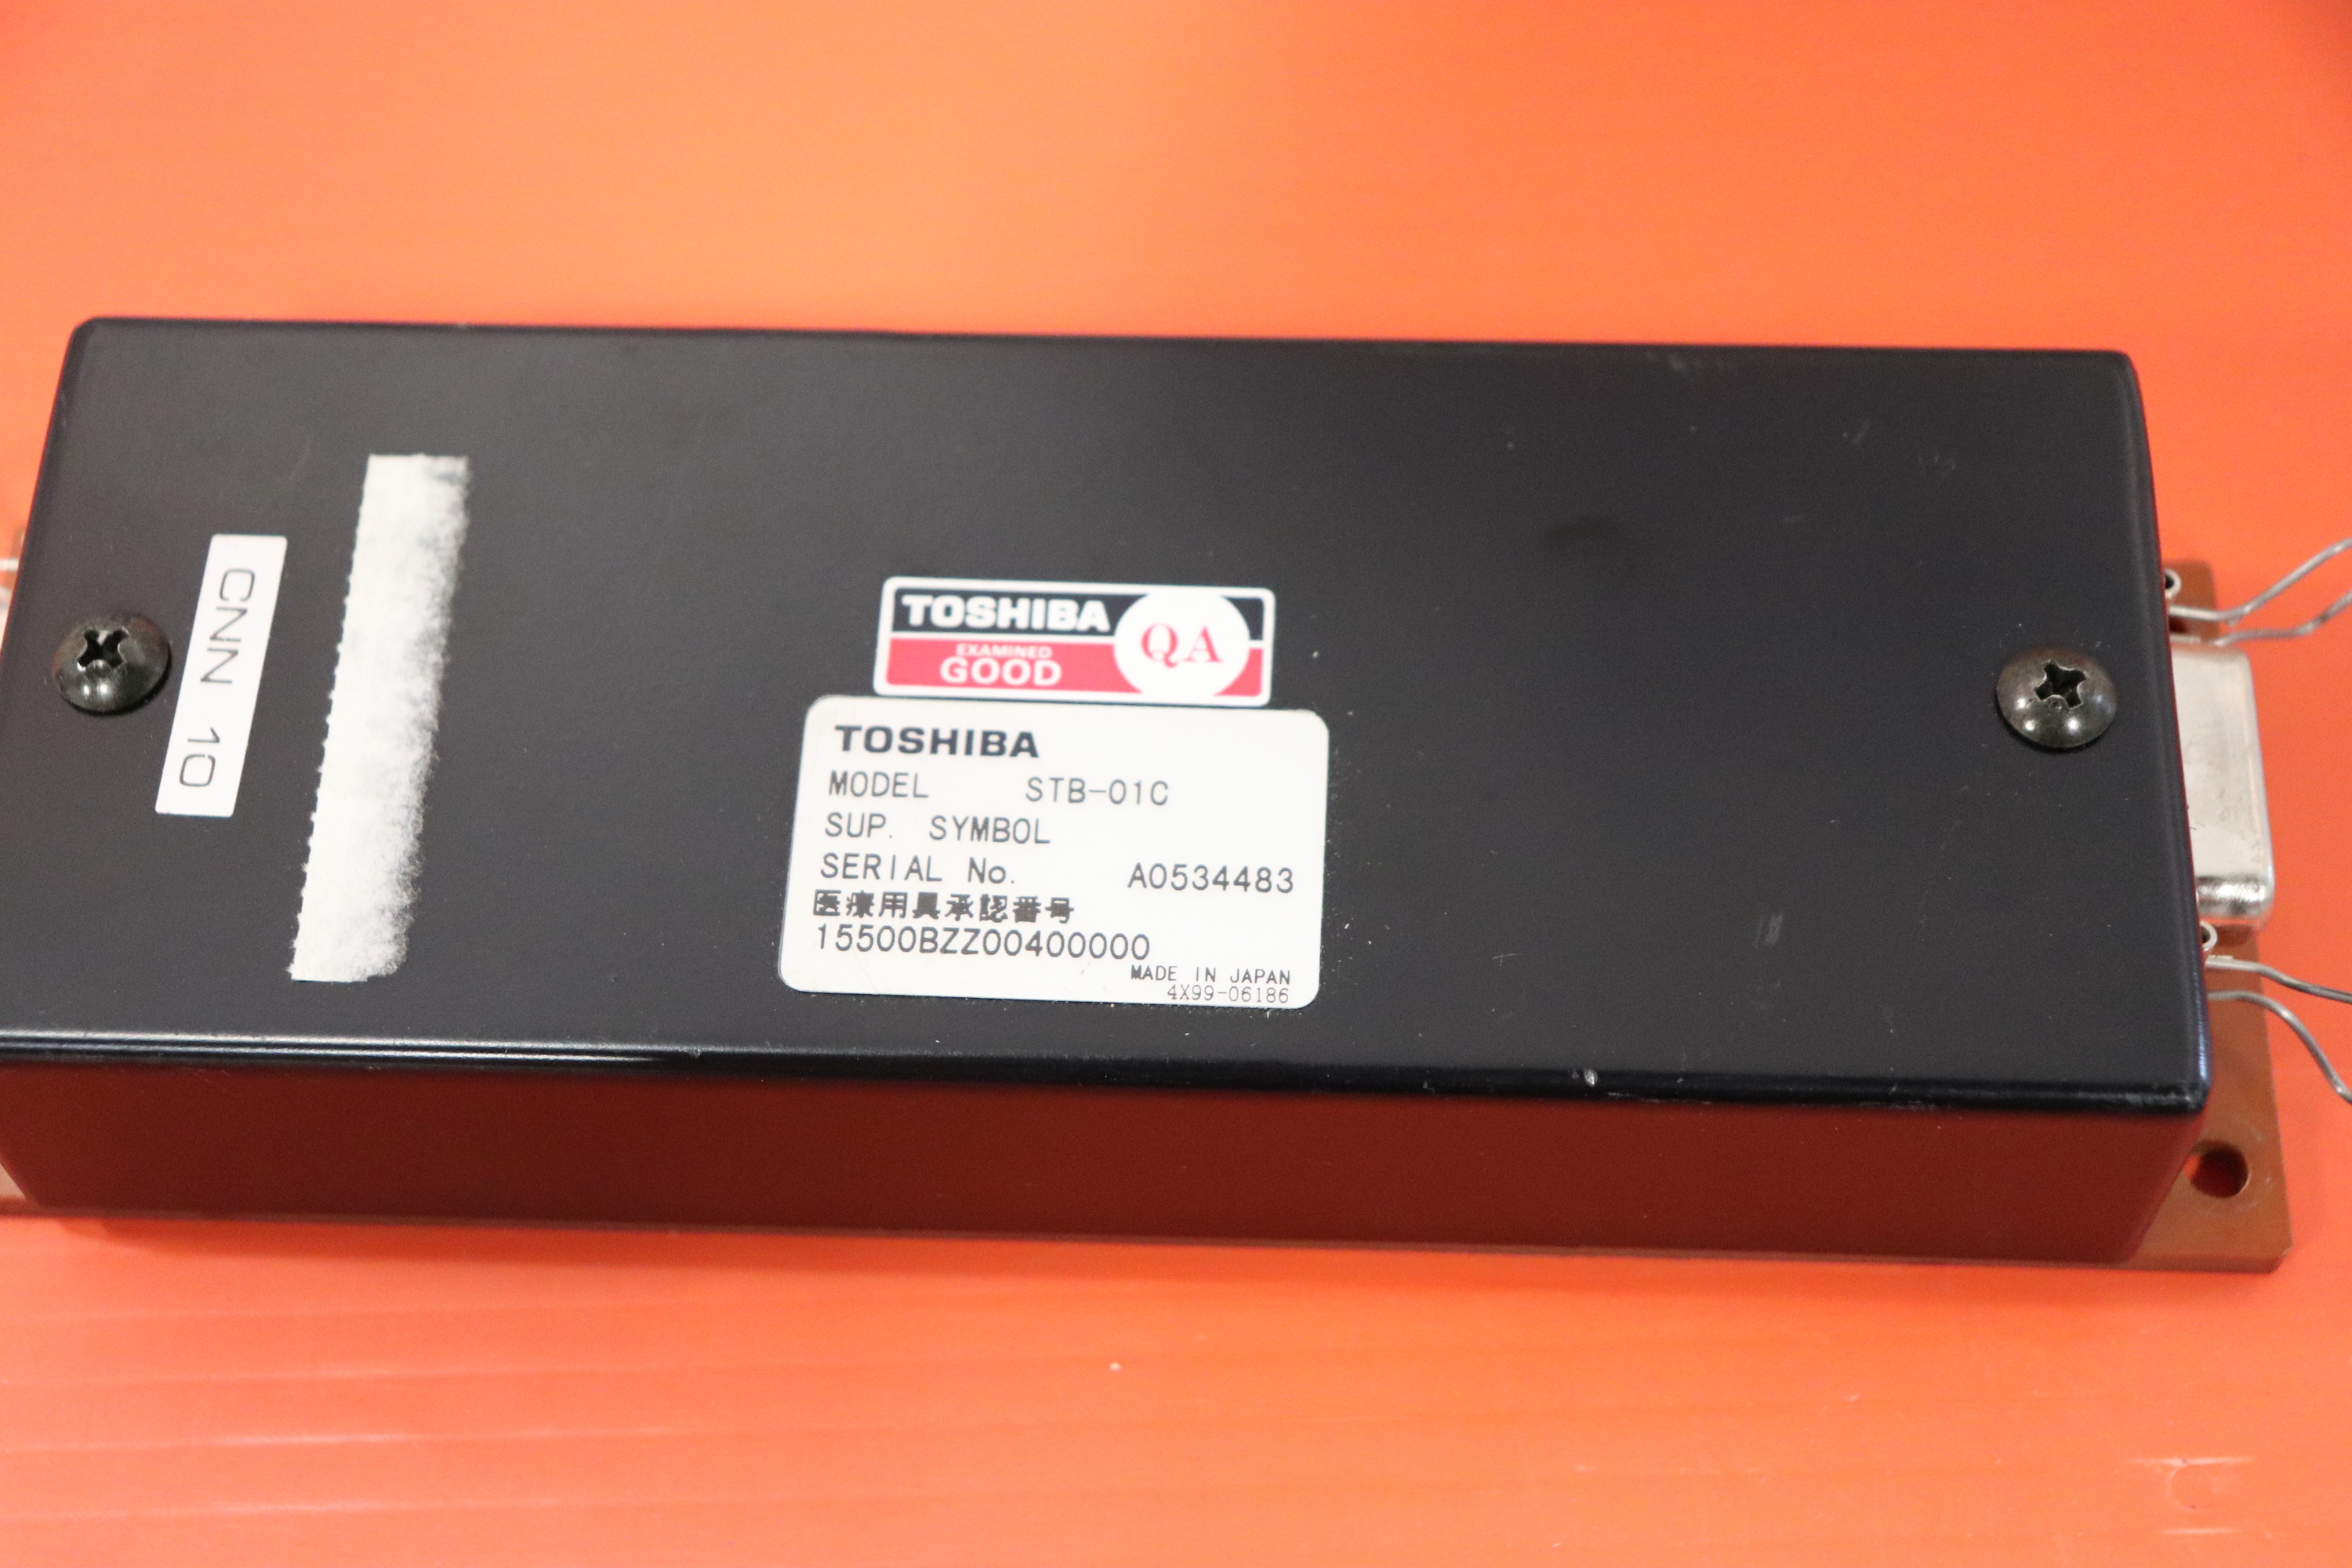 CNN 10
TOSHIBA
EXAMINED
GOOD
QA
TOSHIBA
MODEL STB-01C
SUP. SYMBOL
SERIAL No. A0534483
医療用具承認番号
15500BZZ00400000
MADE IN JAPAN
4X99-06186